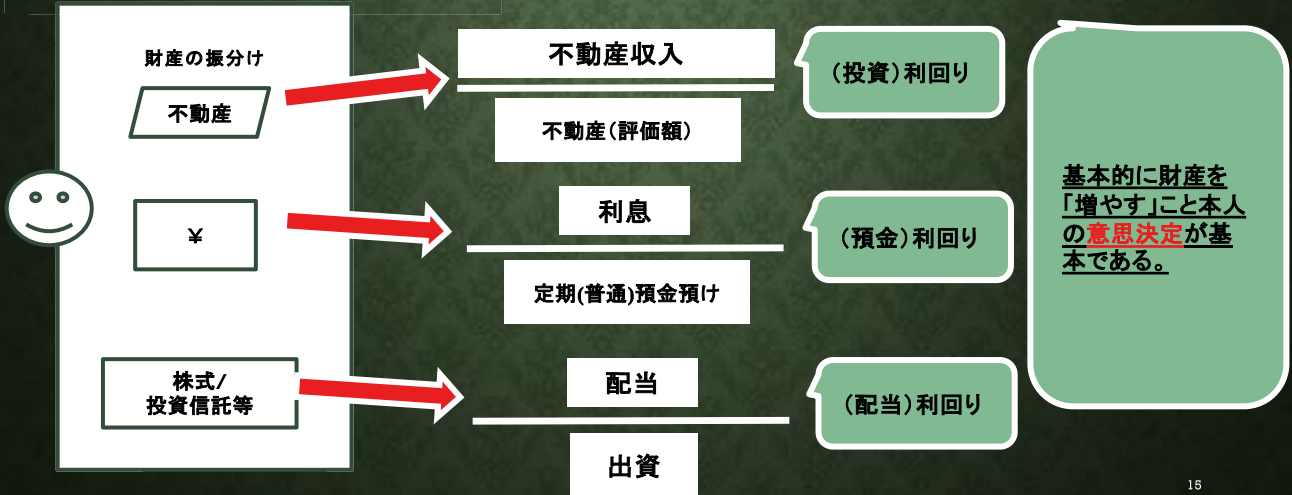 財産の振分け
不動産
¥
株式/
投資信託等
不動産収入
不動産(評価額)
(投資)利回り
利息
定期(普通)預金預け
(預金)利回り
配当
出資
(配当)利回り
基本的に財産を
「増やす」こと本人
の意思決定が基
本である。
15